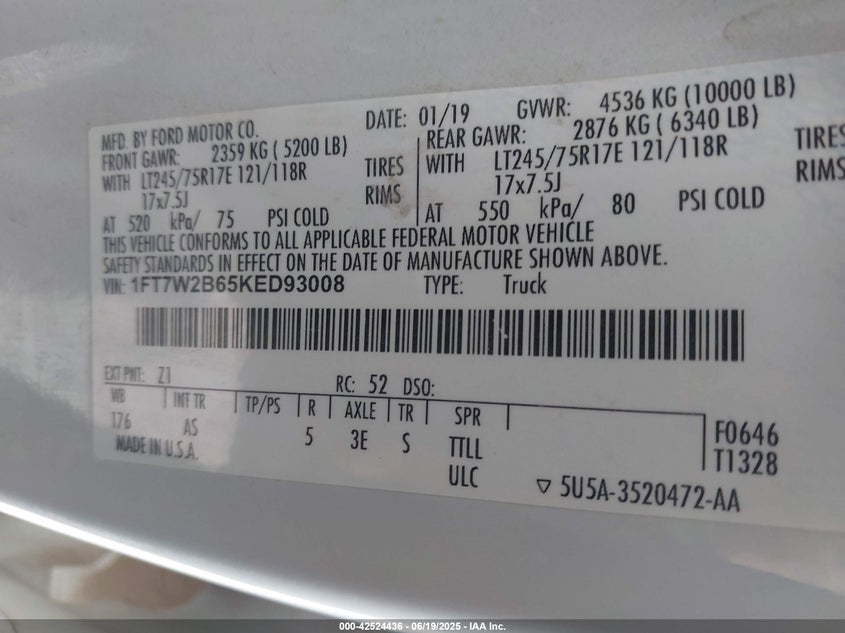 MFD. BY FORD MOTOR CO.
DATE: 01/19 GVWR: 4536 KG (10000 LB)
FRONT GAWR: 2359 KG ( 5200 LB)
REAR GAWR: 2876 KG ( 6340 LB)
WITH LT245/75R17E 121/118R TIRES
WITH LT245/75R17E 121/118R TIRES
17x7.5J RIMS
17x7.5J RIMS
AT 520 kPa/ 75 PSI COLD
AT 550 kPa/ 80 PSI COLD
THIS VEHICLE CONFORMS TO ALL APPLICABLE FEDERAL MOTOR VEHICLE
SAFETY STANDARDS IN EFFECT ON THE DATE OF MANUFACTURE SHOWN ABOVE.
VIN: 1FT7W2B65KED93008 TYPE: Truck
EXT PNT: Z1 RC: 52 DSO:
WB INT TR TP/PS R AXLE TR SPR
176 AS 5 3E S TTLL
ULC
F0646
T1328
MADE IN U.S.A.
▽ 5U5A-3520472-AA
000-42524436 - 06/19/2025 - IAA Inc.